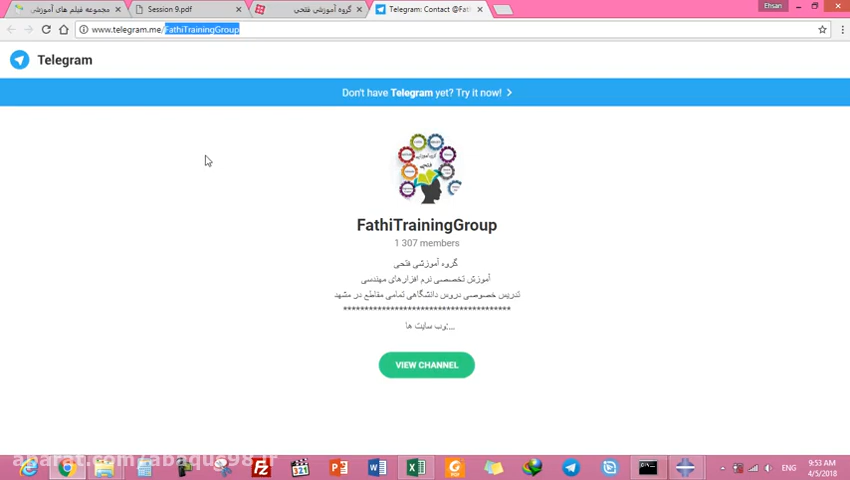 مجموعه فیلم های آموزشی
Session 9.pdf
گروه آموزشی فتحی
Telegram: Contact @Fat
Ehsan
www.telegram.me/FathiTrainingGroup
Telegram
Don't have Telegram yet? Try it now!
FathiTrainingGroup
1 307 members
گروه آموزشی فتحی
آموزش تخصصی نرم افزارهای مهندسی
تدریس خصوصی دروس دانشگاهی تمامی مقاطع در مشهد
***************************************
وب سایت ها:...
VIEW CHANNEL
aparat.com/abaqus98.ir
321
ENG
9:53 AM
4/5/2018